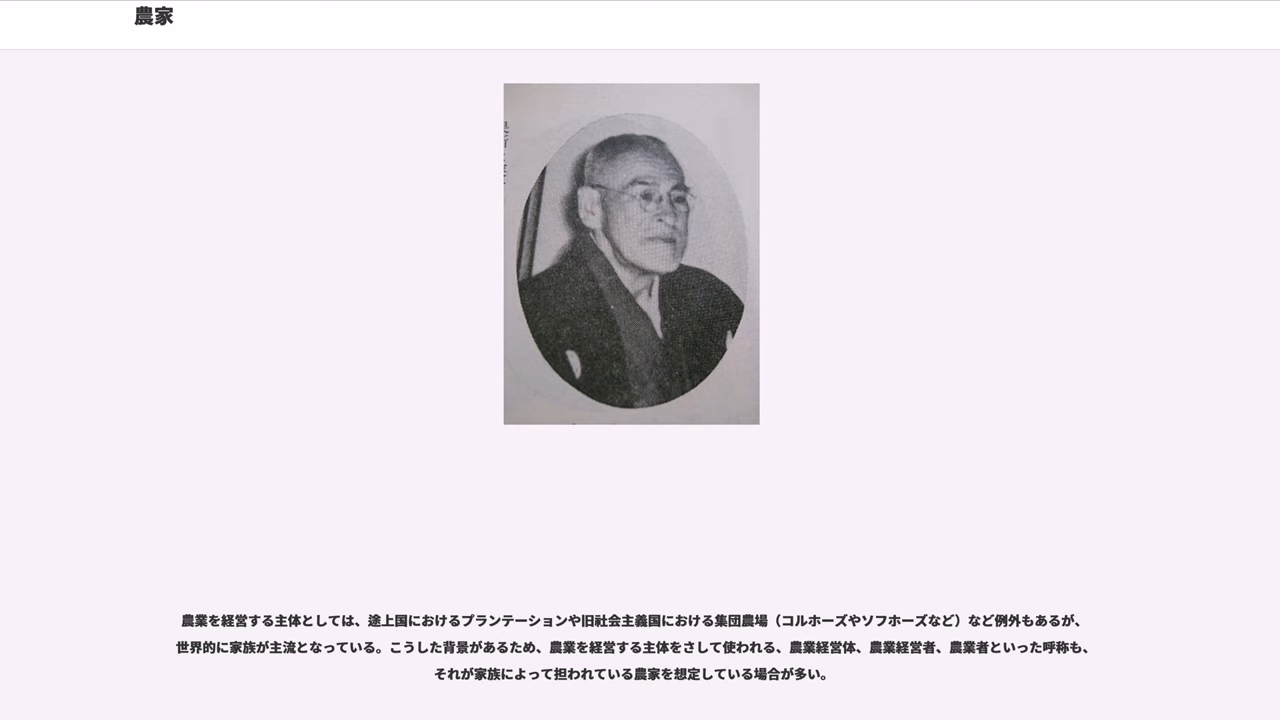 農家
農業を経営する主体としては、途上国におけるプランテーションや旧社会主義国における集団農場（コルホーズやソフホーズなど）など例外もあるが、
世界的に家族が主流となっている。こうした背景があるため、農業を経営する主体をさして使われる、農業経営体、農業経営者、農業者といった呼称も、
それが家族によって担われている農家を想定している場合が多い。